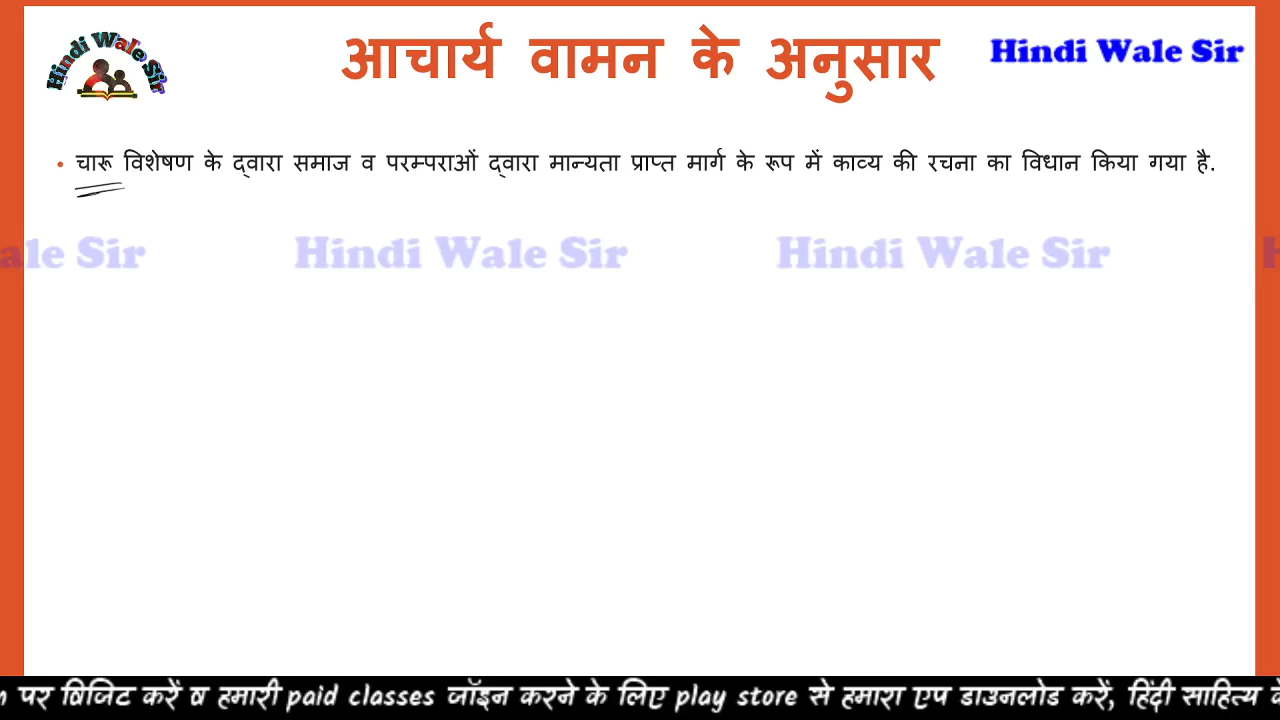 Hindi Wale Sir
आचार्य वामन के अनुसार
Hindi Wale Sir
• चारू विशेषण के द्वारा समाज व परम्पराओं द्वारा मान्यता प्राप्त मार्ग के रूप में काव्य की रचना का विधान किया गया है.
ale Sir Hindi Wale Sir Hindi Wale Sir H
पर विजिट करें व हमारी paid classes जॉइन करने के लिए play store से हमारा एप डाउनलोड करें, हिंदी साहित्य